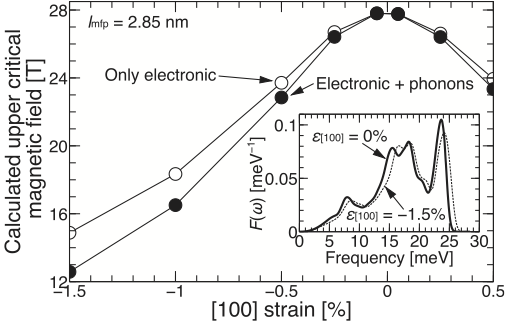 lmfp = 2.85 nm
Only electronic
Electronic + phonons
Calculated upper critical
magnetic field [T]
28
24
20
16
12
-1.5
-1
-0.5
0
0.5
[100] strain [%]
ε[100] = 0%
ε[100] = −1.5%
F(ω) [meV⁻¹]
0.1
0.05
0
0
5
10
15
20
25
30
Frequency [meV]